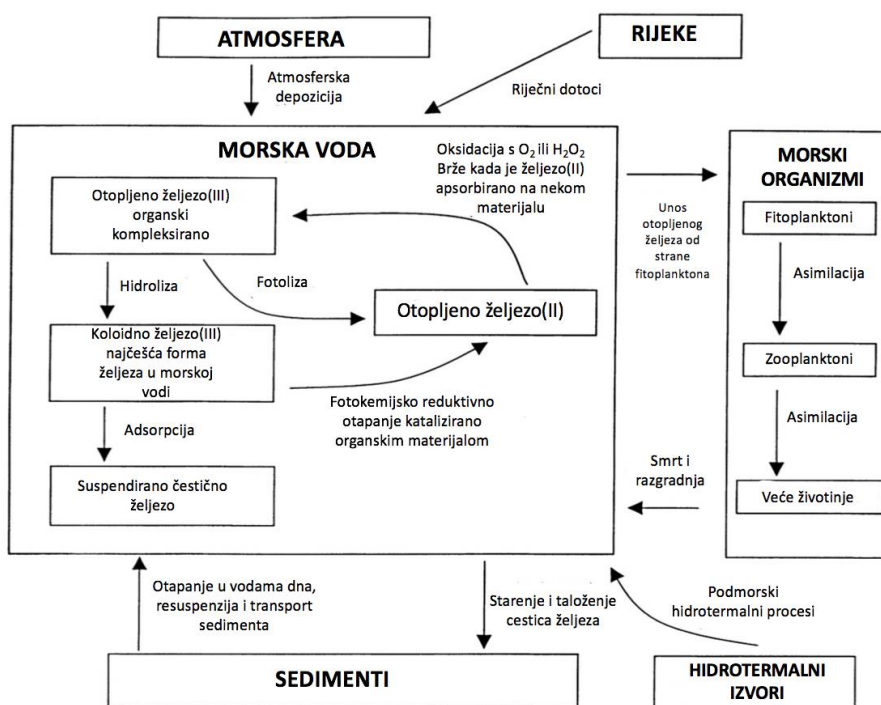 ATMOSFERA
RIJEKE
Atmosferska
depozicija
Riječni dotoci
MORSKA VODA
Oksidacija s O₂ ili H₂O₂
Brže kada je željezo(II)
apsorbirano na nekom
materijalu
Otopljeno željezo(III)
organski
kompleksirano
Hidroliza
Fotoliza
Otopljeno željezo(II)
Koloidno željezo(III)
najčešća forma
željeza u morskoj
vodi
Fotokemijsko reduktivno
otapanje katalizirano
organskim materijalom
Adsorpcija
Suspendirano čestično
željezo
Unos
otopljenog
željeza od
strane
fitoplanktona
MORSKI
ORGANIZMI
Fitoplanktoni
Asimilacija
Zooplanktoni
Asimilacija
Veće životinje
Smrt i
razgradnja
Otapanje u vodama dna,
resuspenzija i transport
sedimenta
Starenje i taloženje
cestica željeza
Podmorski
hidrotermalni procesi
SEDIMENTI
HIDROTERMALNI
IZVORI